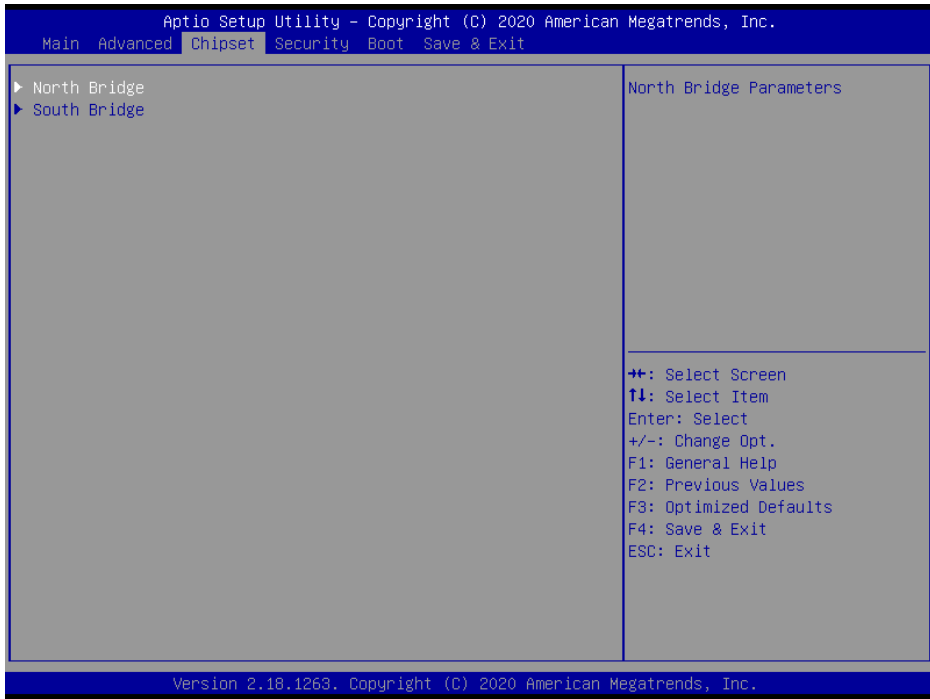 Aptio Setup Utility – Copyright (C) 2020 American Megatrends, Inc.
Main Advanced Chipset Security Boot Save & Exit
▶ North Bridge
▶ South Bridge
North Bridge Parameters
→←: Select Screen
↑↓: Select Item
Enter: Select
+/-: Change Opt.
F1: General Help
F2: Previous Values
F3: Optimized Defaults
F4: Save & Exit
ESC: Exit
Version 2.18.1263. Copyright (C) 2020 American Megatrends, Inc.